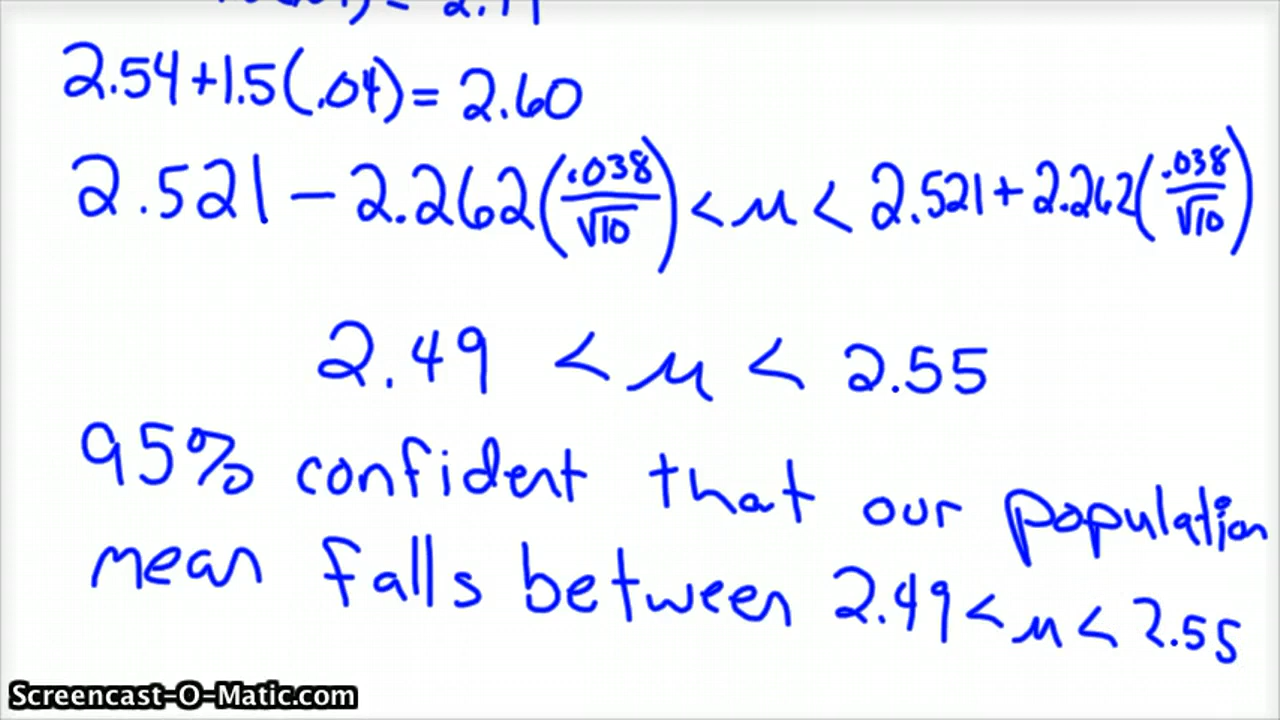 = 2.49
2.54+1.5(.04)= 2.60
2.521 − 2.262(.038/√10) < μ < 2.521+2.262(.038/√10)
2.49 < μ < 2.55
95% confident that our population
mean falls between 2.49 < μ < 2.55
Screencast-O-Matic.com